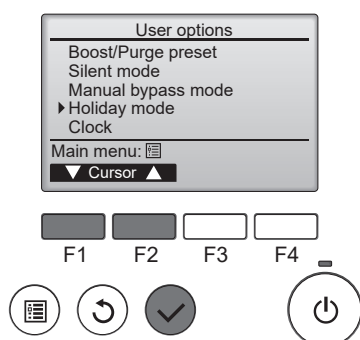 User options
Boost/Purge preset
Silent mode
Manual bypass mode
Holiday mode
Clock
Main menu:
Cursor
F1 F2 F3 F4